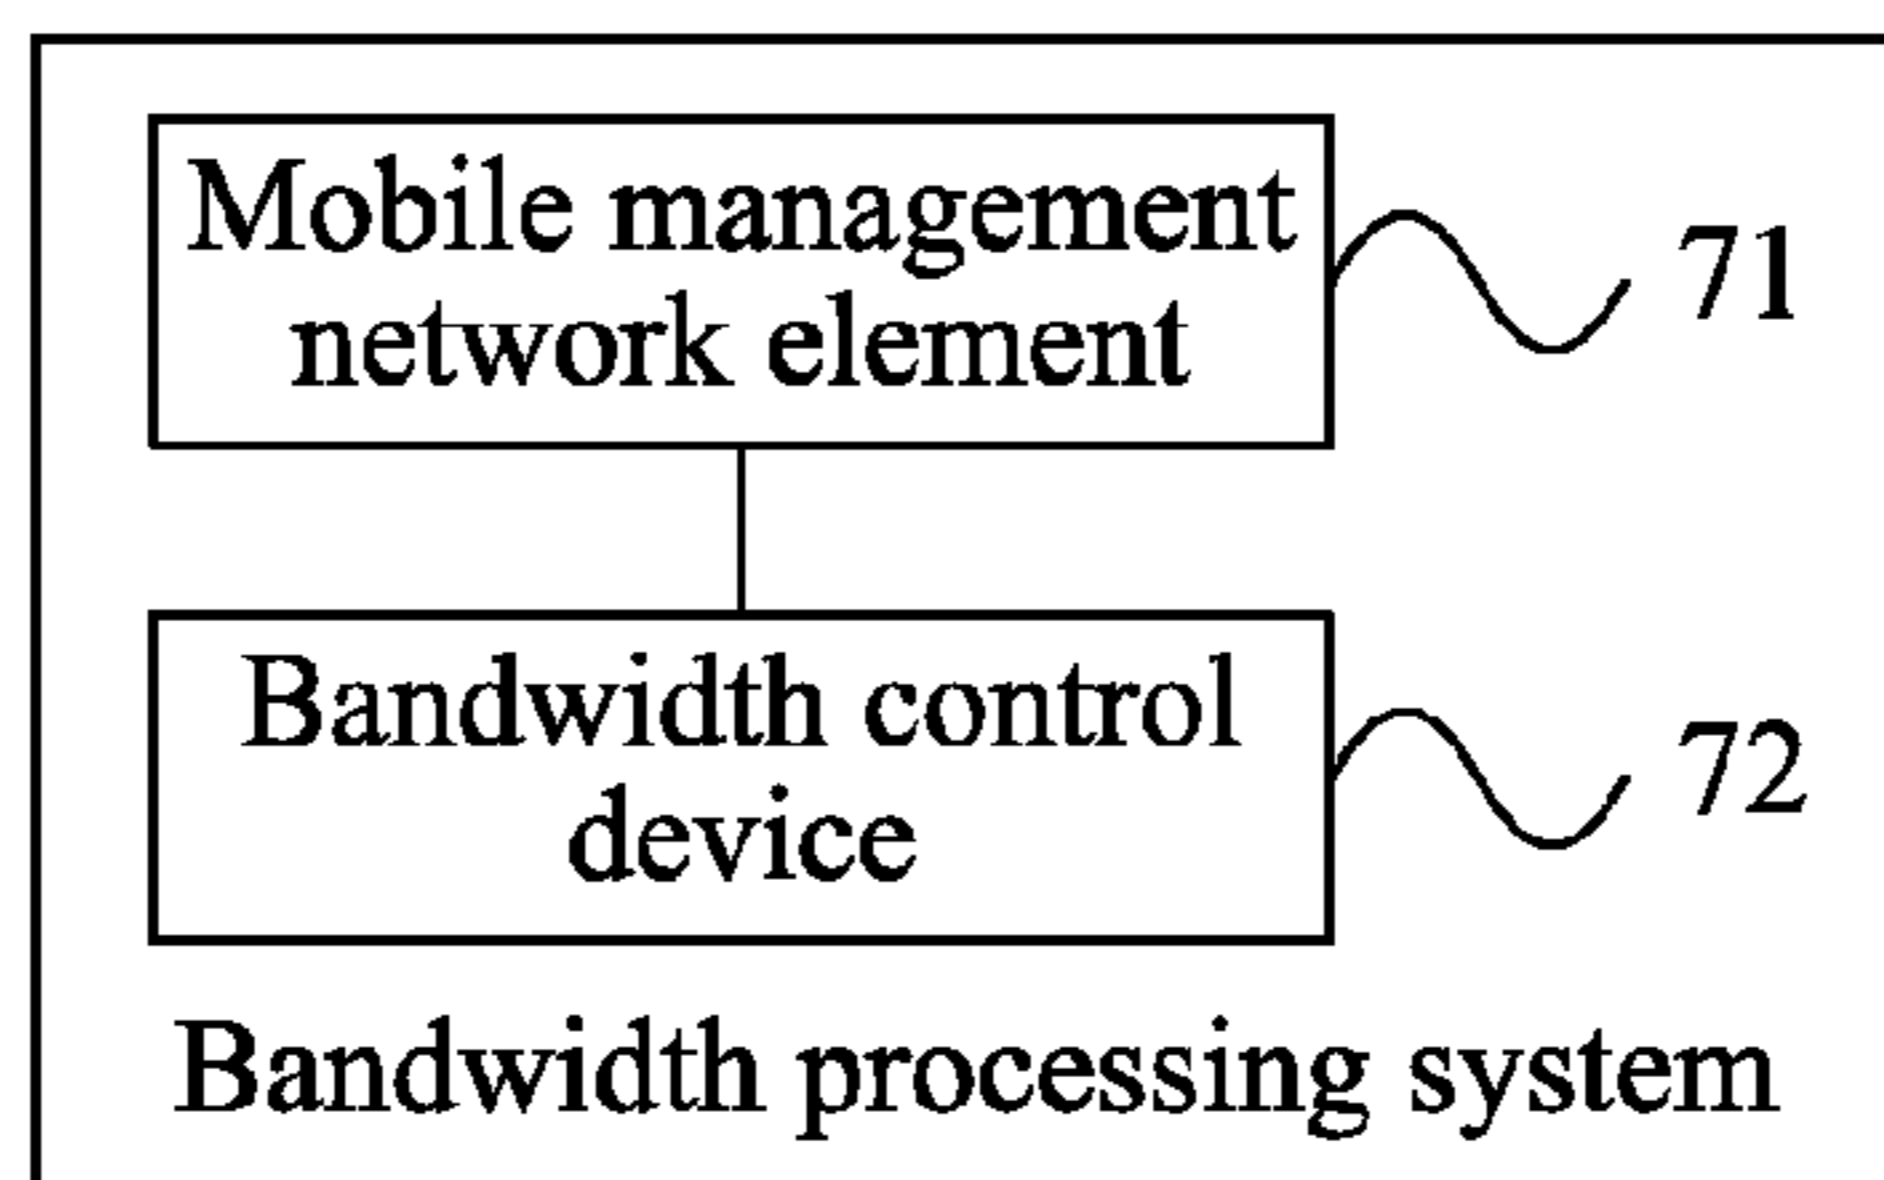 Mobile management
network element
71
Bandwidth control
device
72
Bandwidth processing system